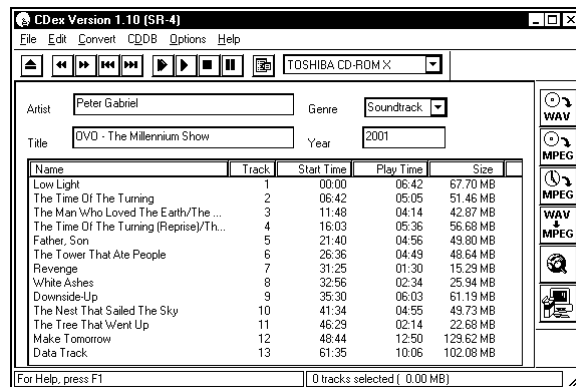 CDex Version 1.10 (SR-4)
File Edit Convert CDDB Options Help
TOSHIBA CD-ROM X
Artist Peter Gabriel Genre Soundtrack
Title OVO - The Millennium Show Year 2001
Name Track Start Time Play Time Size
Low Light 1 00:00 06:42 67.70 MB
The Time Of The Turning 2 06:42 05:05 51.46 MB
The Man Who Loved The Earth/The ... 3 11:48 04:14 42.87 MB
The Time Of The Turning (Reprise)/Th... 4 16:03 05:36 56.68 MB
Father, Son 5 21:40 04:56 49.80 MB
The Tower That Ate People 6 26:36 04:49 48.64 MB
Revenge 7 31:25 01:30 15.29 MB
White Ashes 8 32:56 02:34 25.94 MB
Downside-Up 9 35:30 06:03 61.19 MB
The Nest That Sailed The Sky 10 41:34 04:55 49.73 MB
The Tree That Went Up 11 46:29 02:14 22.68 MB
Make Tomorrow 12 48:44 12:50 129.62 MB
Data Track 13 61:35 10:06 102.08 MB
WAV
MPEG
MPEG
WAV
MPEG
For Help, press F1 0 tracks selected ( 0.00 MB)